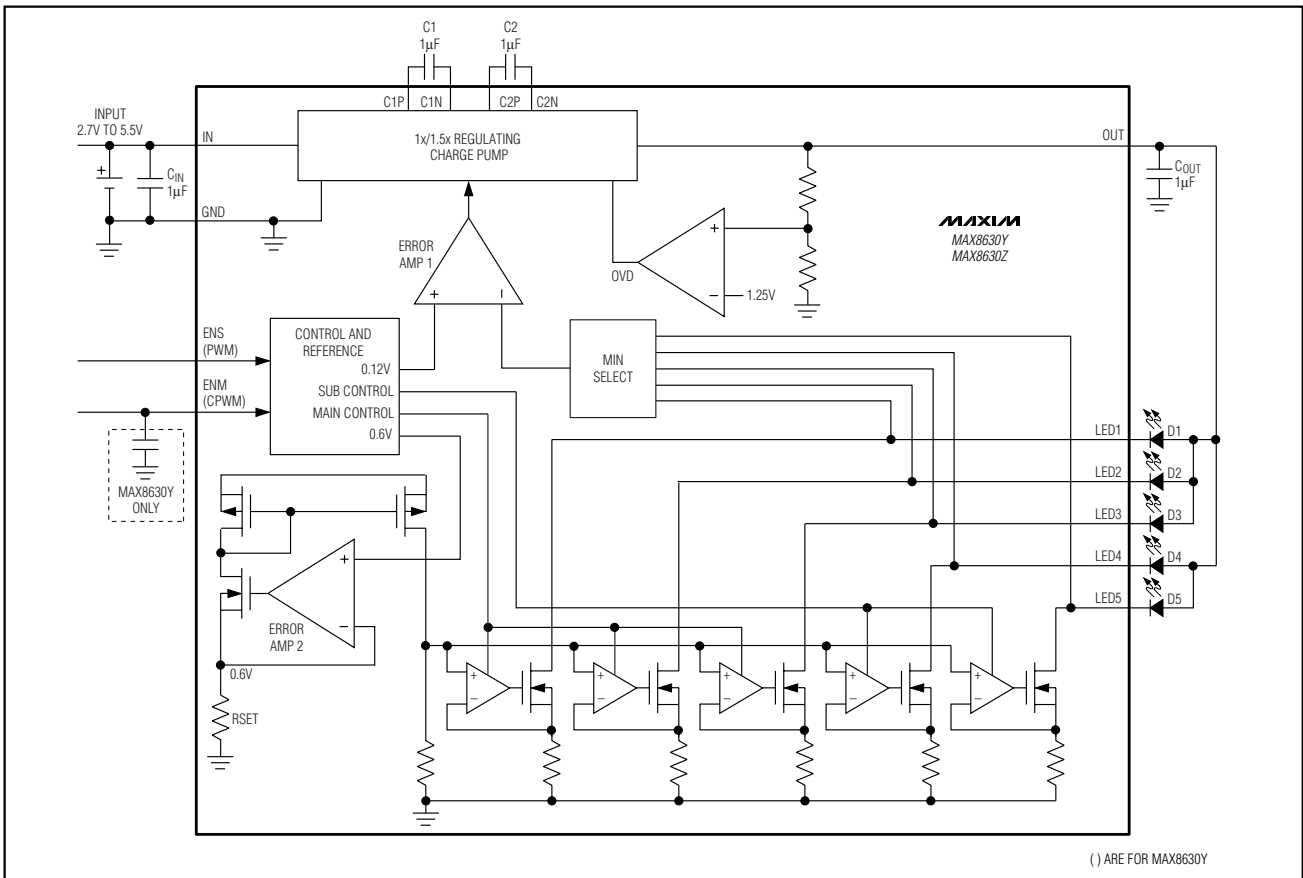 C1
1µF
C2
1µF
C1P
C1N
C2P
C2N
INPUT
2.7V TO 5.5V
IN
1x/1.5x REGULATING
CHARGE PUMP
OUT
+
CIN
1µF
COUT
1µF
GND
MAXIM
MAX8630Y
MAX8630Z
ERROR
AMP 1
+
−
OVD
+
−
1.25V
ENS
(PWM)
CONTROL AND
REFERENCE
0.12V
SUB CONTROL
MAIN CONTROL
0.6V
MIN
SELECT
ENM
(CPWM)
MAX8630Y
ONLY
LED1
D1
LED2
D2
LED3
D3
LED4
D4
LED5
D5
+
−
ERROR
AMP 2
0.6V
RSET
+
−
+
−
+
−
+
−
+
−
( ) ARE FOR MAX8630Y